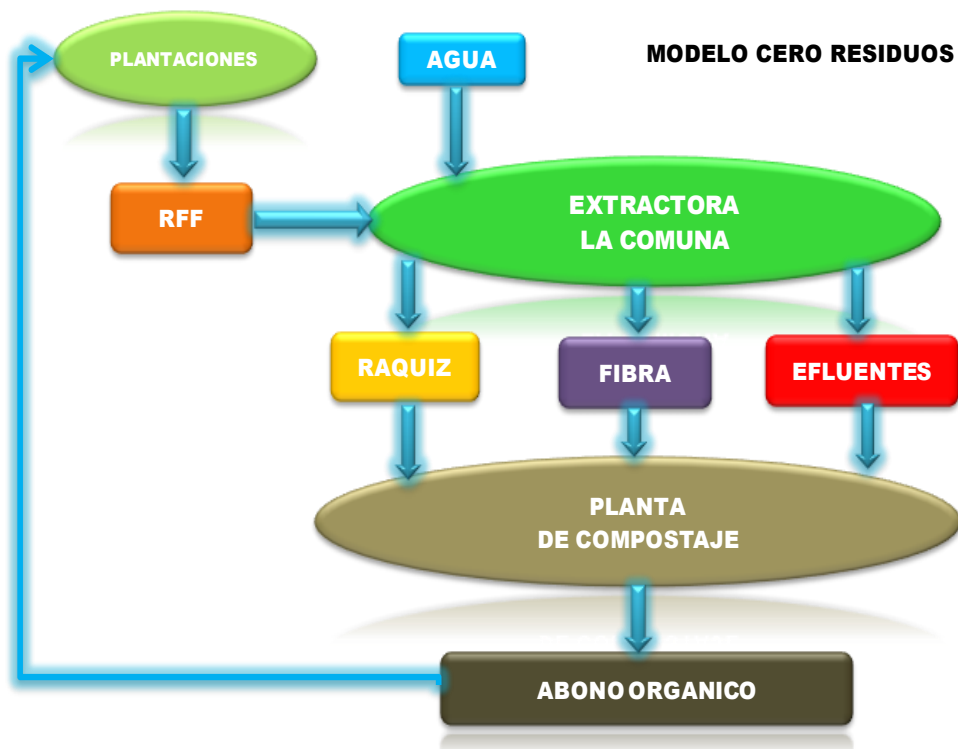 PLANTACIONES
AGUA
MODELO CERO RESIDUOS
RFF
EXTRACTORA
LA COMUNA
RAQUIZ
FIBRA
EFLUENTES
PLANTA
DE COMPOSTAJE
ABONO ORGANICO